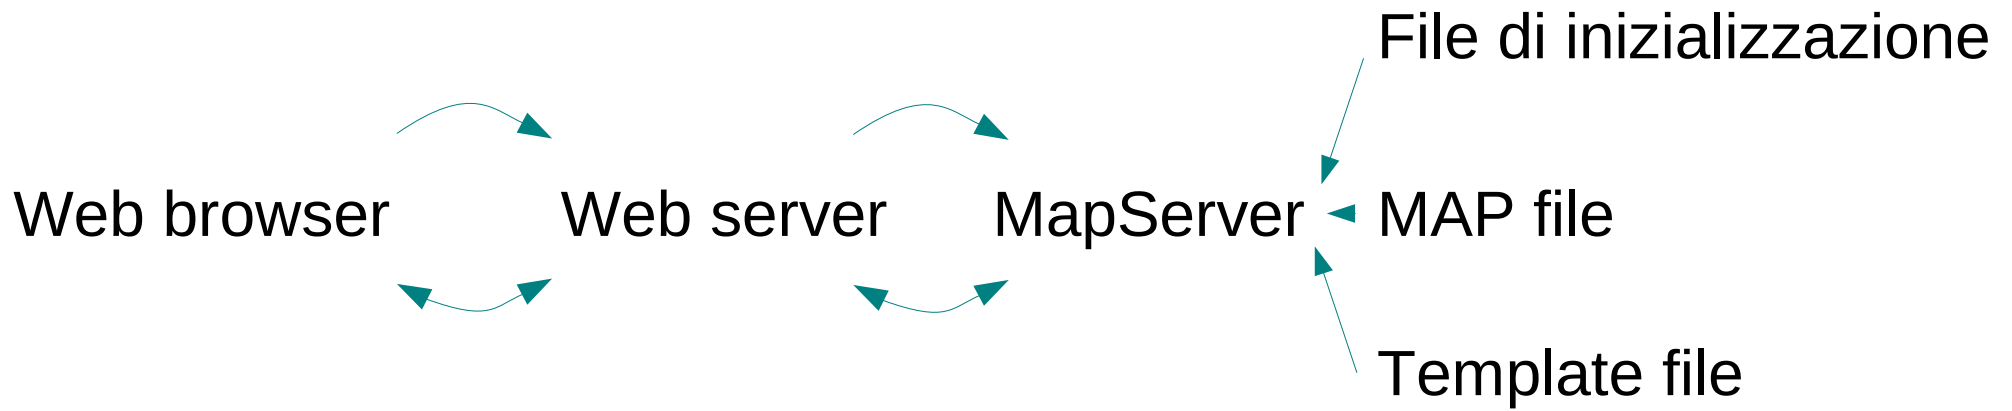 File di inizializzazione
Web browser
Web server
MapServer
MAP file
Template file